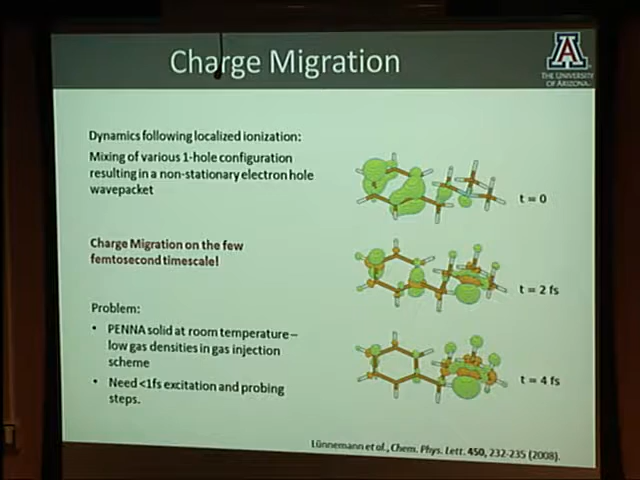 Charge Migration
THE UNIVERSITY
OF ARIZONA.
Dynamics following localized ionization:
Mixing of various 1-hole configuration
resulting in a non-stationary electron hole
wavepacket
t = 0
Charge Migration on the few
femtosecond timescale!
t = 2 fs
Problem:
• PENNA solid at room temperature –
low gas densities in gas injection
scheme
• Need <1fs excitation and probing
steps.
t = 4 fs
Lünnemann et al., Chem. Phys. Lett. 450, 232-235 (2008).